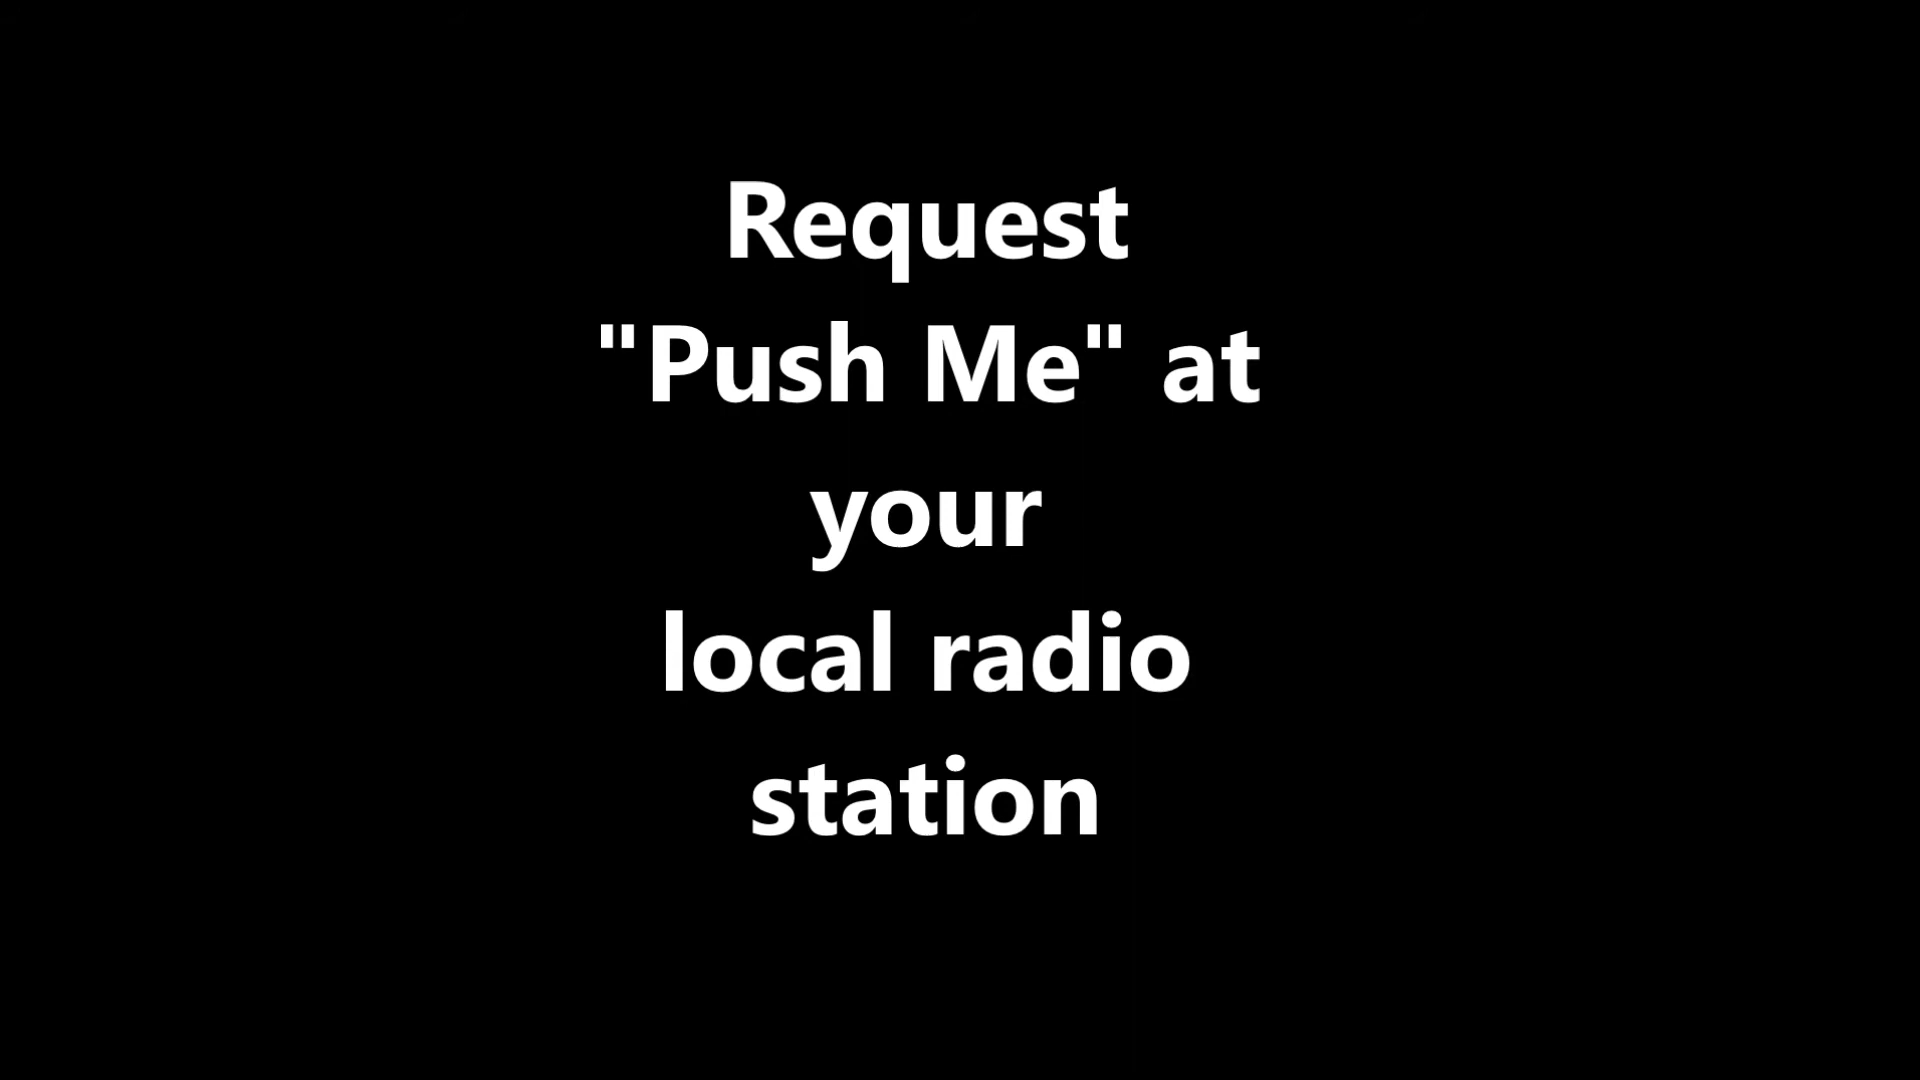 Request
"Push Me" at
your
local radio
station